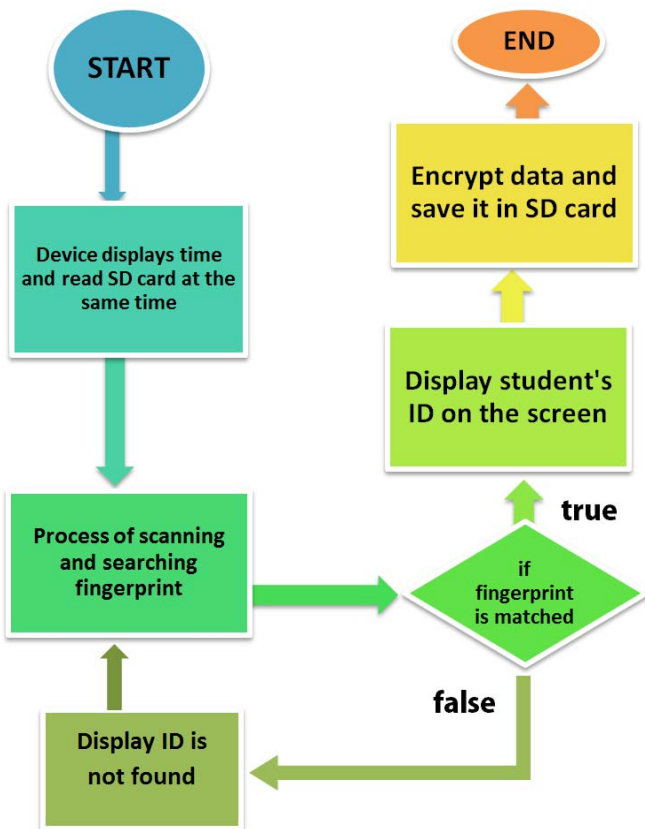 START
Device displays time
and read SD card at the
same time
Process of scanning
and searching
fingerprint
if
fingerprint
is matched
true
Display student's
ID on the screen
Encrypt data and
save it in SD card
END
false
Display ID is
not found